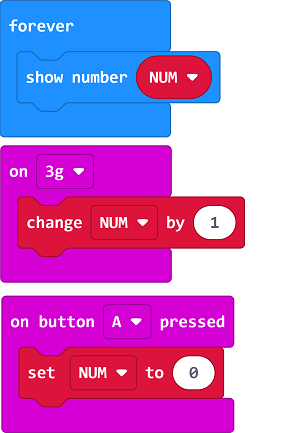 forever
show number NUM
on 3g
change NUM by 1
on button A pressed
set NUM to 0